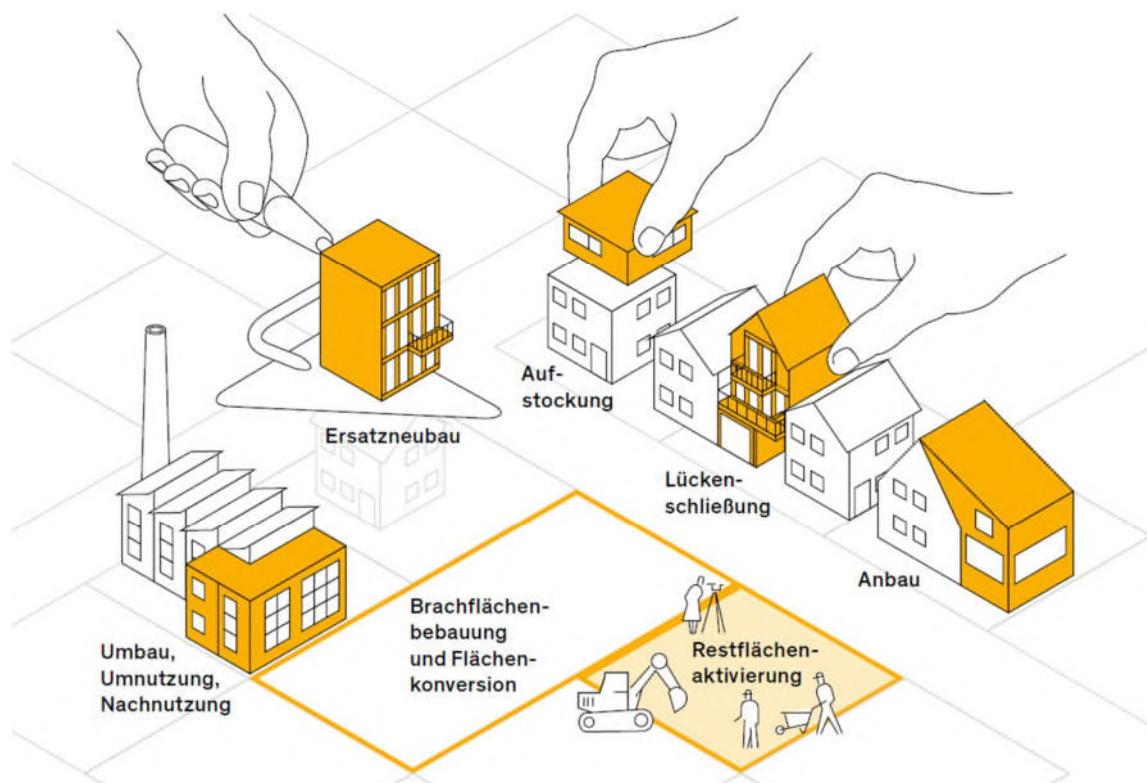 Auf-
stockung
Ersatzneubau
Lücken-
schließung
Anbau
Brachflächen-
bebauung
und Flächen-
konversion
Restflächen-
aktivierung
Umbau,
Umnutzung,
Nachnutzung